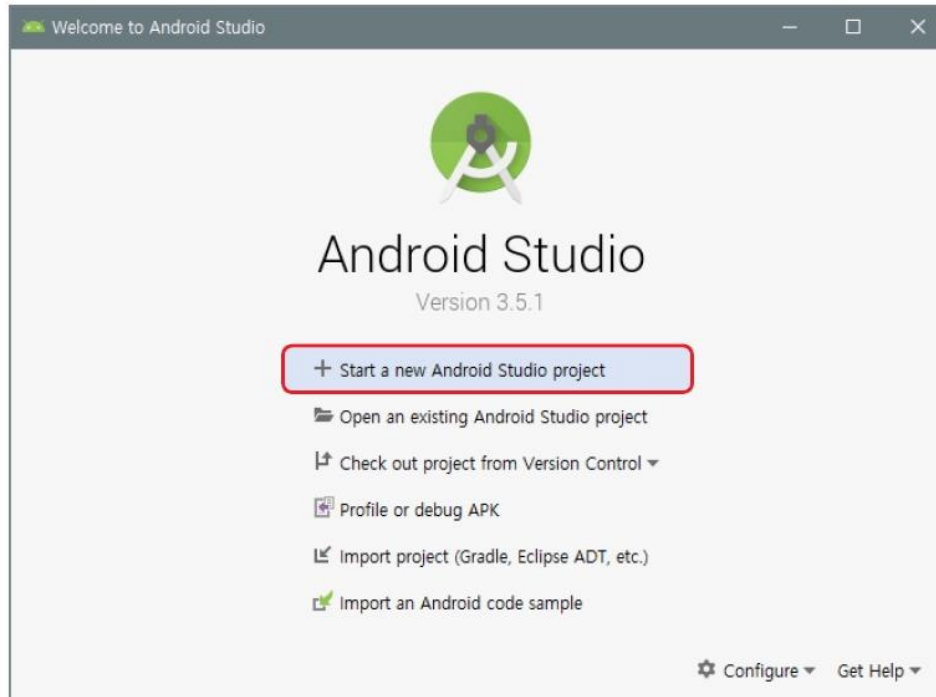 Welcome to Android Studio
Android Studio
Version 3.5.1
Start a new Android Studio project
Open an existing Android Studio project
Check out project from Version Control
Profile or debug APK
Import project (Gradle, Eclipse ADT, etc.)
Import an Android code sample
Configure Get Help